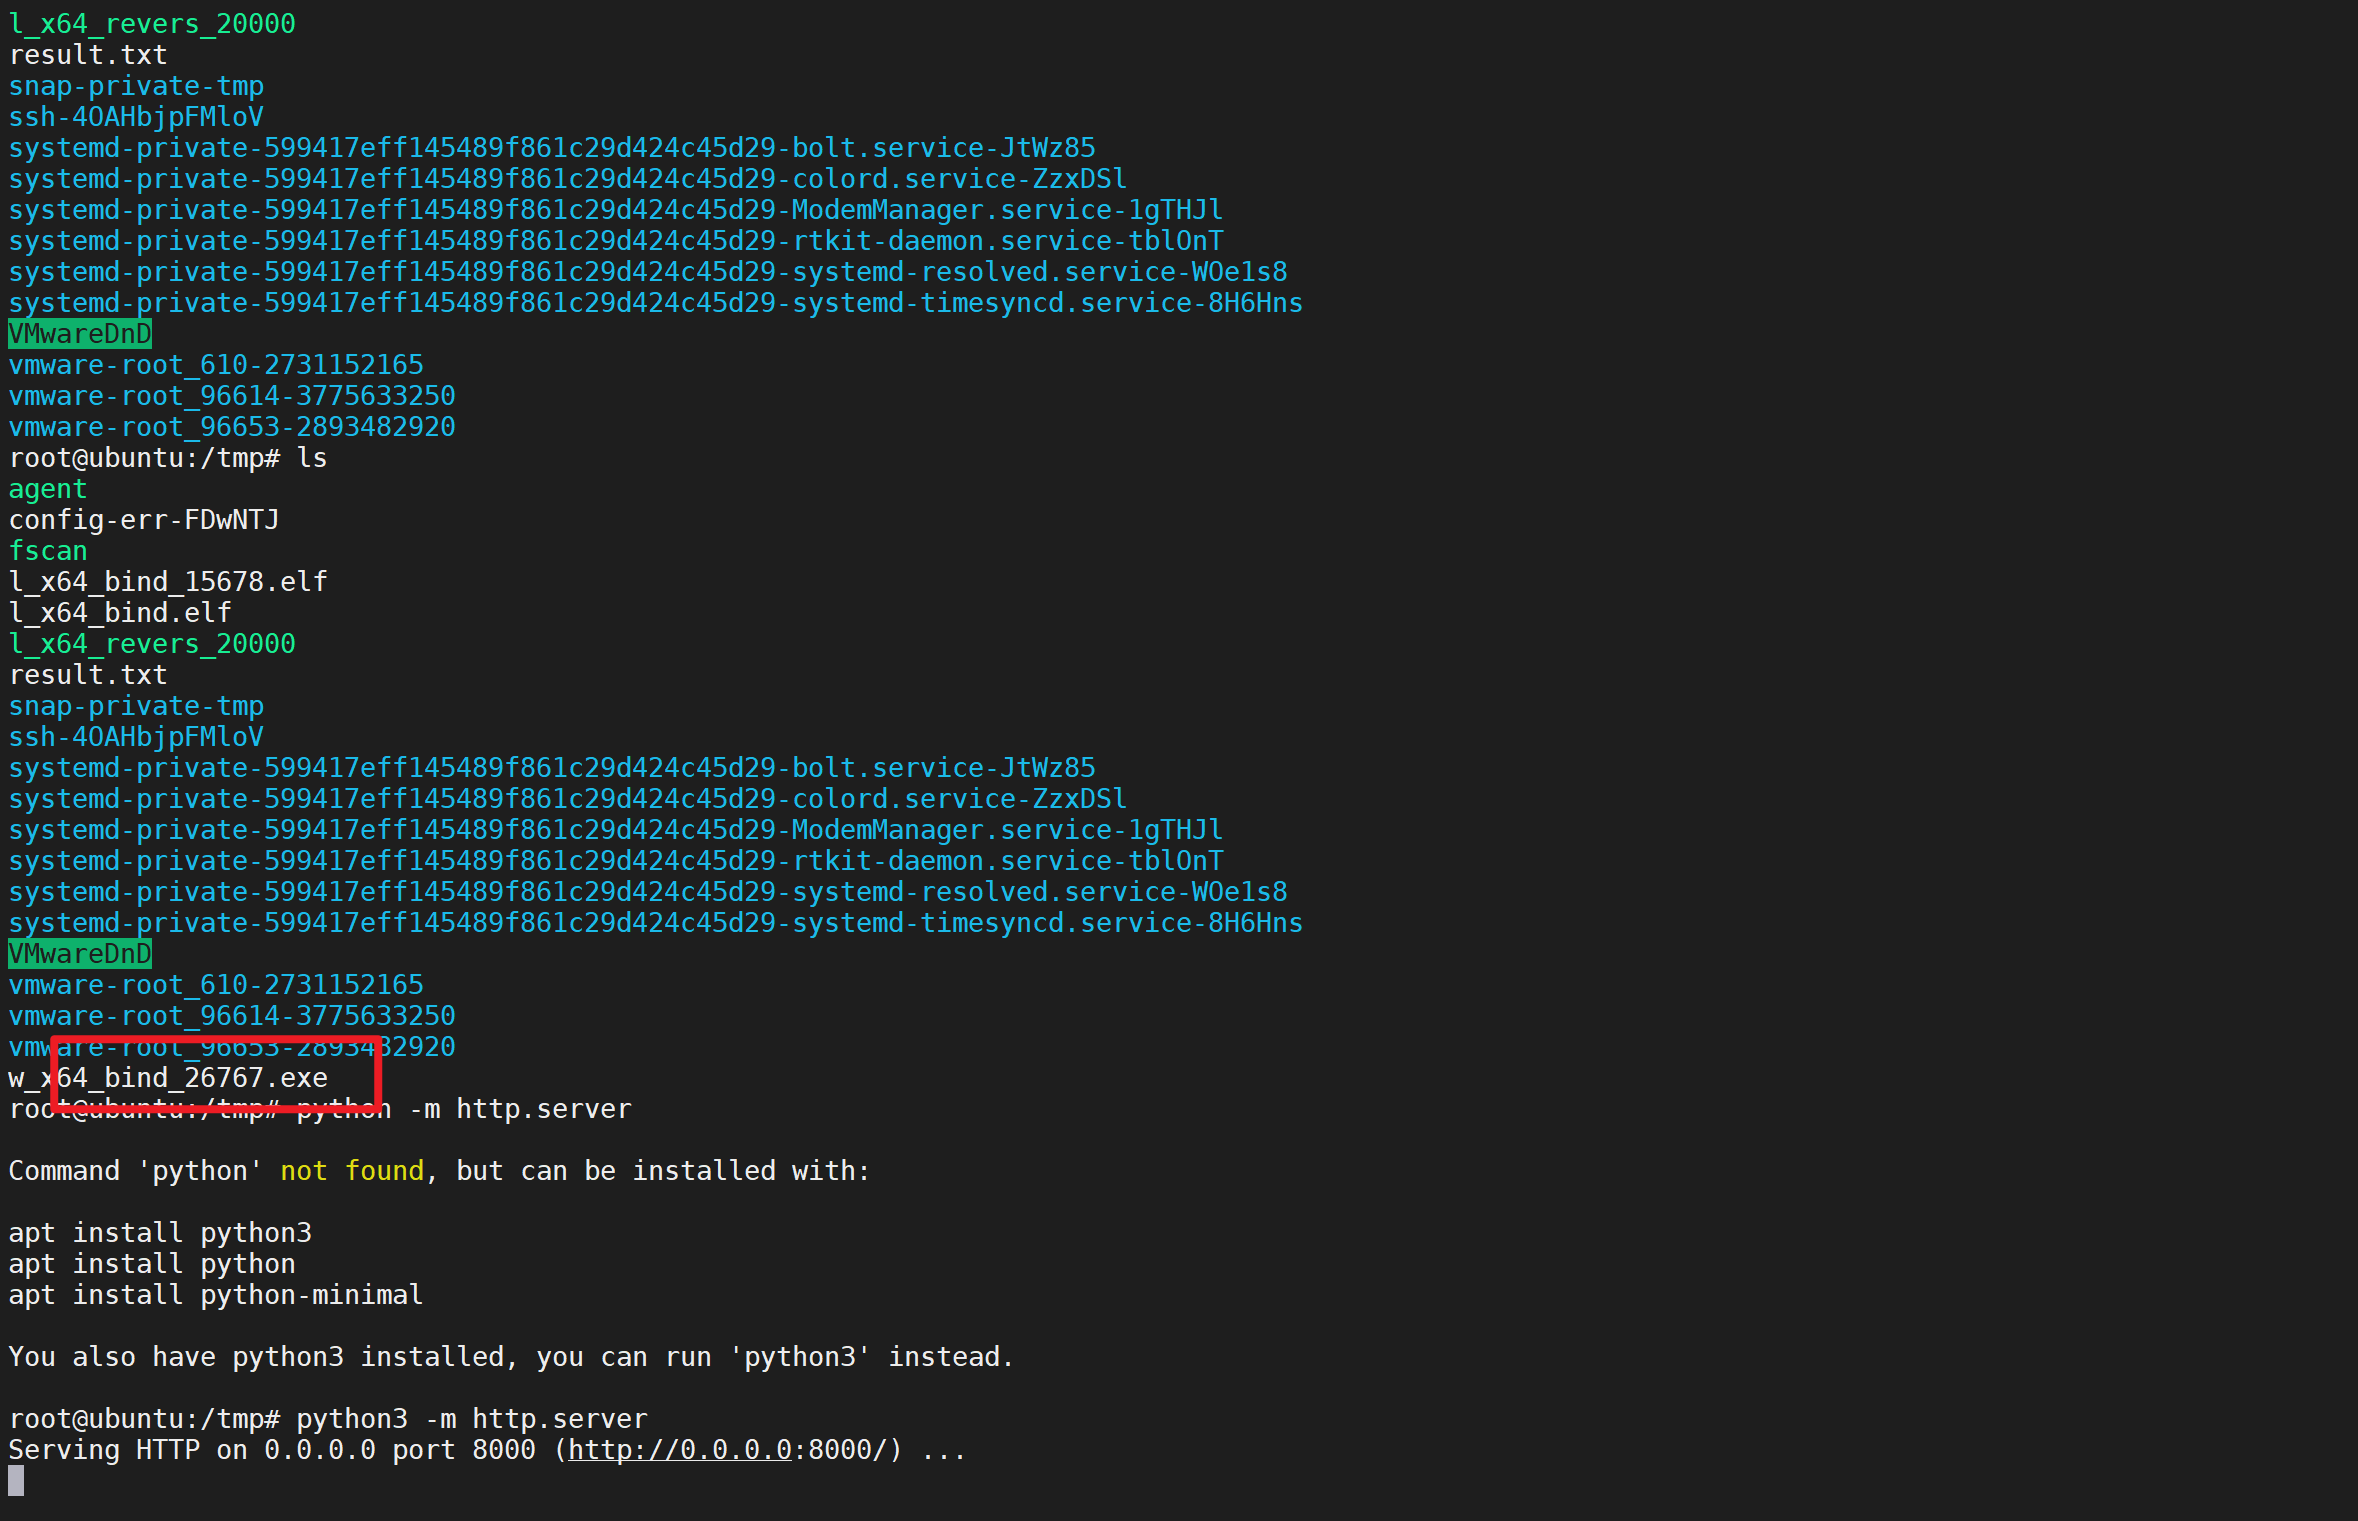 l_x64_revers_20000
result.txt
snap-private-tmp
ssh-4OAHbjpFMloV
systemd-private-599417eff145489f861c29d424c45d29-bolt.service-JtWz85
systemd-private-599417eff145489f861c29d424c45d29-colord.service-ZzxDSl
systemd-private-599417eff145489f861c29d424c45d29-ModemManager.service-1gTHJl
systemd-private-599417eff145489f861c29d424c45d29-rtkit-daemon.service-tblOnT
systemd-private-599417eff145489f861c29d424c45d29-systemd-resolved.service-WOe1s8
systemd-private-599417eff145489f861c29d424c45d29-systemd-timesyncd.service-8H6Hns
VMwareDnD
vmware-root_610-2731152165
vmware-root_96614-3775633250
vmware-root_96653-2893482920
root@ubuntu:/tmp# ls
agent
config-err-FDwNTJ
fscan
l_x64_bind_15678.elf
l_x64_bind.elf
l_x64_revers_20000
result.txt
snap-private-tmp
ssh-4OAHbjpFMloV
systemd-private-599417eff145489f861c29d424c45d29-bolt.service-JtWz85
systemd-private-599417eff145489f861c29d424c45d29-colord.service-ZzxDSl
systemd-private-599417eff145489f861c29d424c45d29-ModemManager.service-1gTHJl
systemd-private-599417eff145489f861c29d424c45d29-rtkit-daemon.service-tblOnT
systemd-private-599417eff145489f861c29d424c45d29-systemd-resolved.service-WOe1s8
systemd-private-599417eff145489f861c29d424c45d29-systemd-timesyncd.service-8H6Hns
VMwareDnD
vmware-root_610-2731152165
vmware-root_96614-3775633250
vmware-root_96653-2893482920
w_x64_bind_26767.exe
root@ubuntu:/tmp# python -m http.server
Command 'python' not found, but can be installed with:
apt install python3
apt install python
apt install python-minimal
You also have python3 installed, you can run 'python3' instead.
root@ubuntu:/tmp# python3 -m http.server
Serving HTTP on 0.0.0.0 port 8000 (http://0.0.0.0:8000/) ...